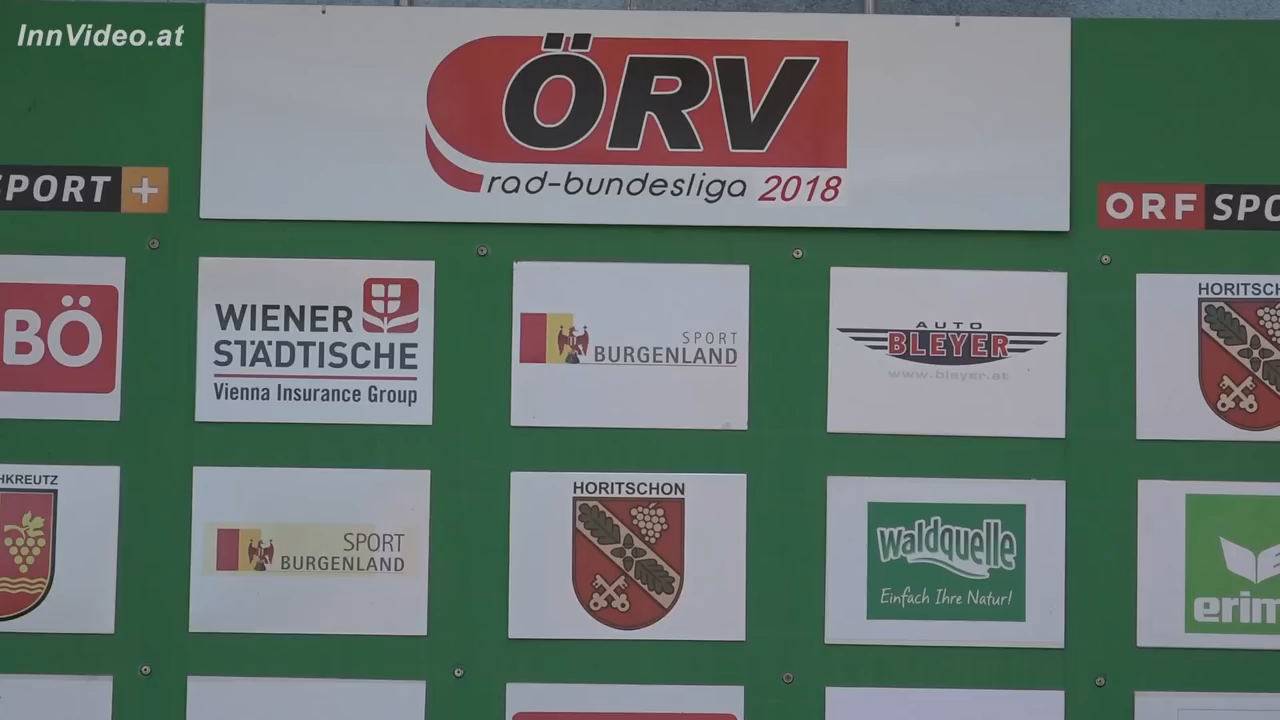 InnVideo.at
ÖRV
rad-bundesliga 2018
SPORT +
ORF
BÖ
WIENER
STÄDTISCHE
Vienna Insurance Group
SPORT
BURGENLAND
AUTO
BLEYER
www.bleyer.at
SPORT
BURGENLAND
HORITSCHON
waldquelle
Einfach Ihre Natur!